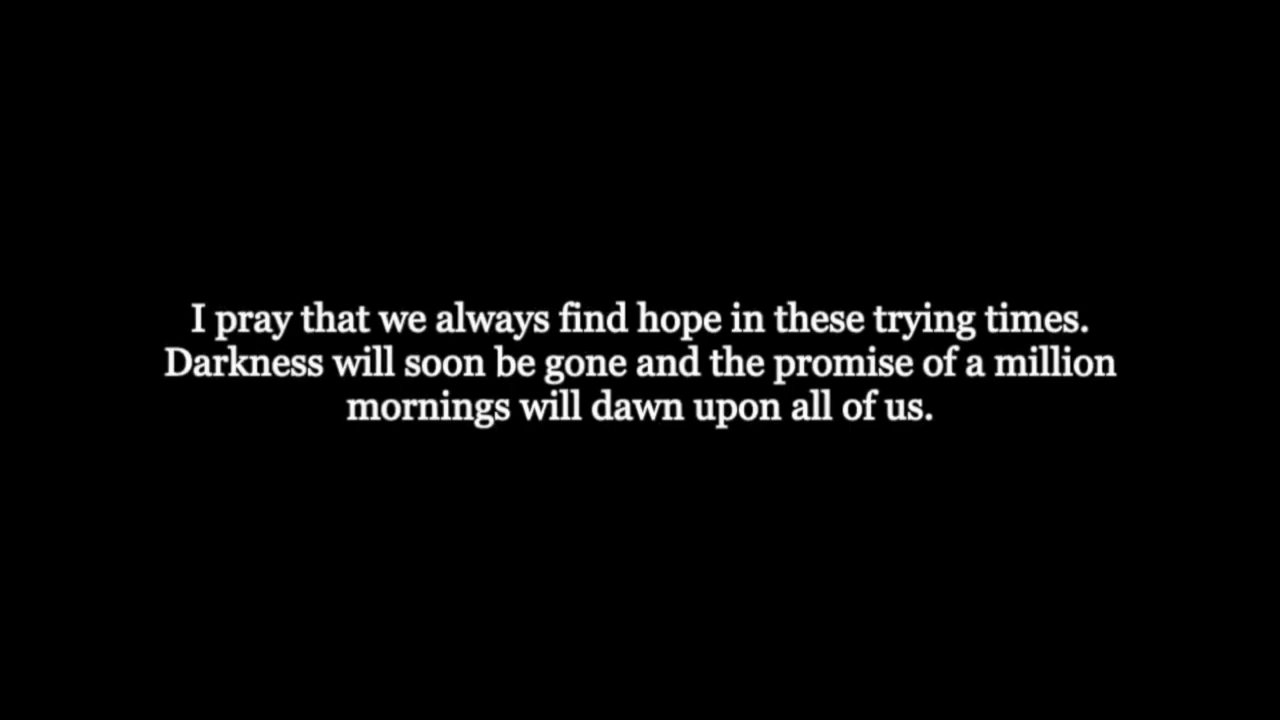 I pray that we always find hope in these trying times.
Darkness will soon be gone and the promise of a million
mornings will dawn upon all of us.